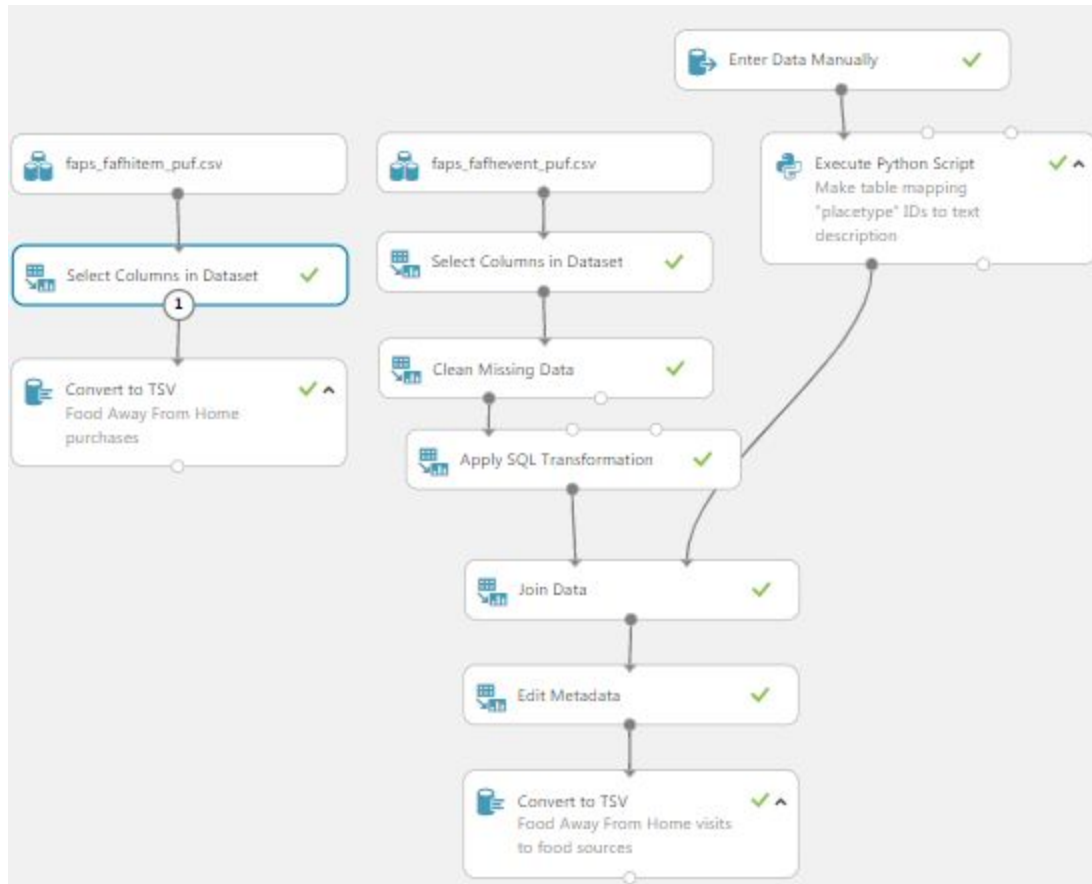 Enter Data Manually
faps_fafhitem_puf.csv
faps_fafhevent_puf.csv
Execute Python Script
Make table mapping
"placetype" IDs to text
description
Select Columns in Dataset
1
Select Columns in Dataset
Convert to TSV
Food Away From Home
purchases
Clean Missing Data
Apply SQL Transformation
Join Data
Edit Metadata
Convert to TSV
Food Away From Home visits
to food sources